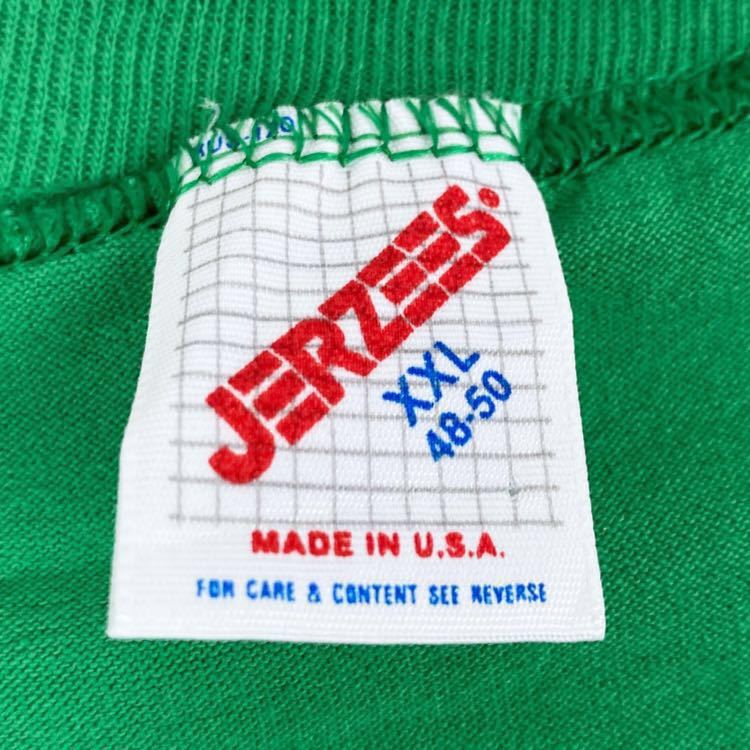 JERZEES®
XXL
48-50
MADE IN U.S.A.
FOR CARE & CONTENT SEE REVERSE